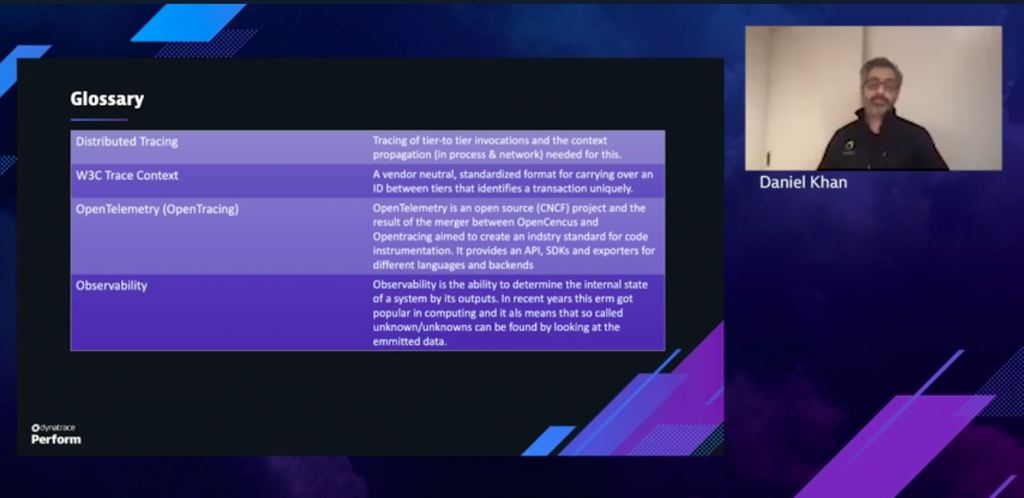 Glossary
Distributed Tracing
Tracing of tier-to tier invocations and the context
propagation (in process & network) needed for this.
W3C Trace Context
A vendor neutral, standardized format for carrying over an
ID between tiers that identifies a transaction uniquely.
OpenTelemetry (OpenTracing)
OpenTelemetry is an open source (CNCF) project and the
result of the merger between OpenCencus and
Opentracing aimed to create an indstry standard for code
instrumentation. It provides an API, SDKs and exporters for
different languages and backends
Observability
Observability is the ability to determine the internal state
of a system by its outputs. In recent years this erm got
popular in computing and it als means that so called
unknown/unknowns can be found by looking at the
emmitted data.
dynatrace
Perform
Daniel Khan